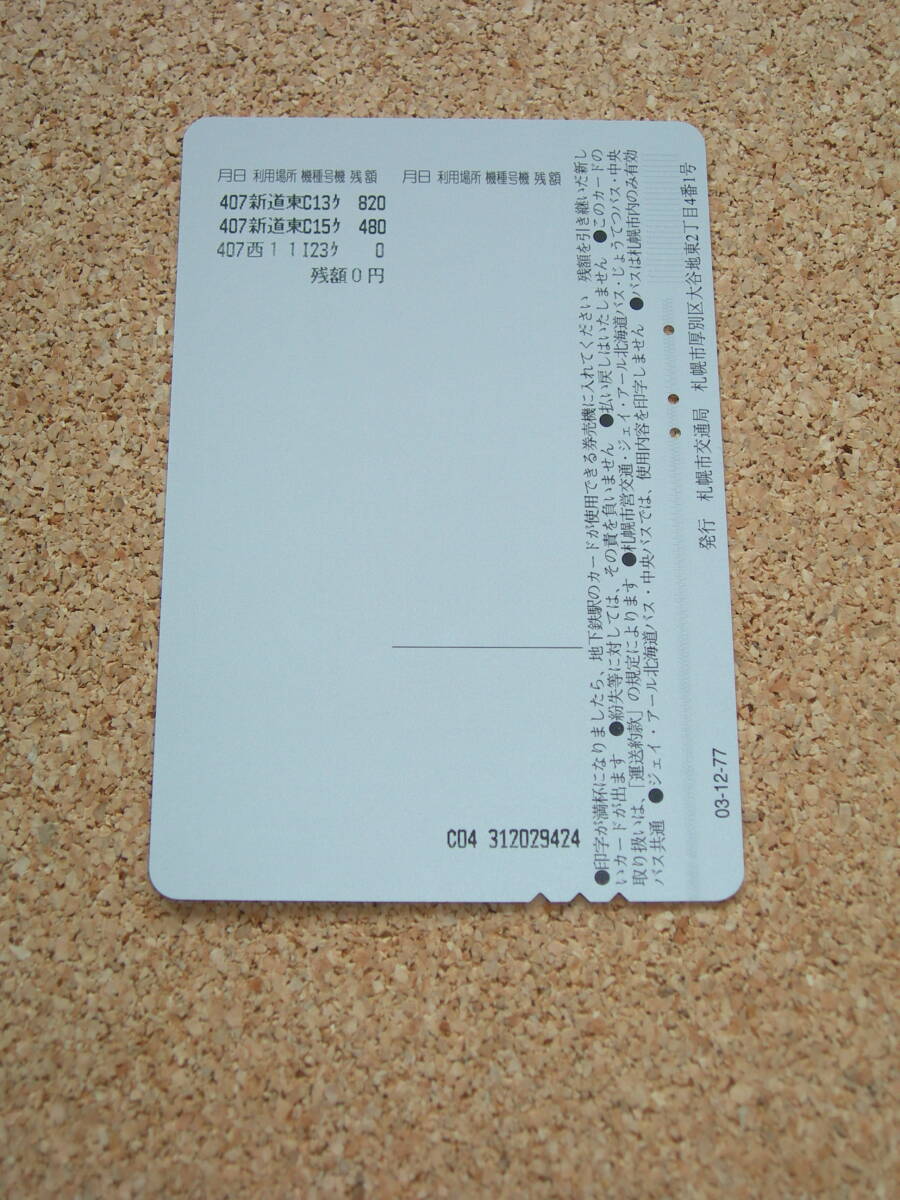 月日 利用場所 機種号機 残額 月日 利用場所 機種号機 残額
407新道東C13ｸ 820
407新道東C15ｸ 480
407西11I23ｸ 0
残額0円
C04 312029424
●印字が満杯になりましたら、地下鉄駅のカードが使用できる券売機に入れてください 残額を引き継いだ新し
いカードが出ます ●紛失等に対しては、その責を負いません ●払い戻しはいたしません ●このカードの
取り扱いは、「運送約款」の規定によります ●札幌市営交通・ジェイ・アール北海道バス・じょうてつバス・中央
バス共通 ●ジェイ・アール北海道バス・中央バスでは、使用内容を印字しません ●バスは札幌市内のみ有効
発行 札幌市交通局 札幌市厚別区大谷地東2丁目4番1号
03-12-77